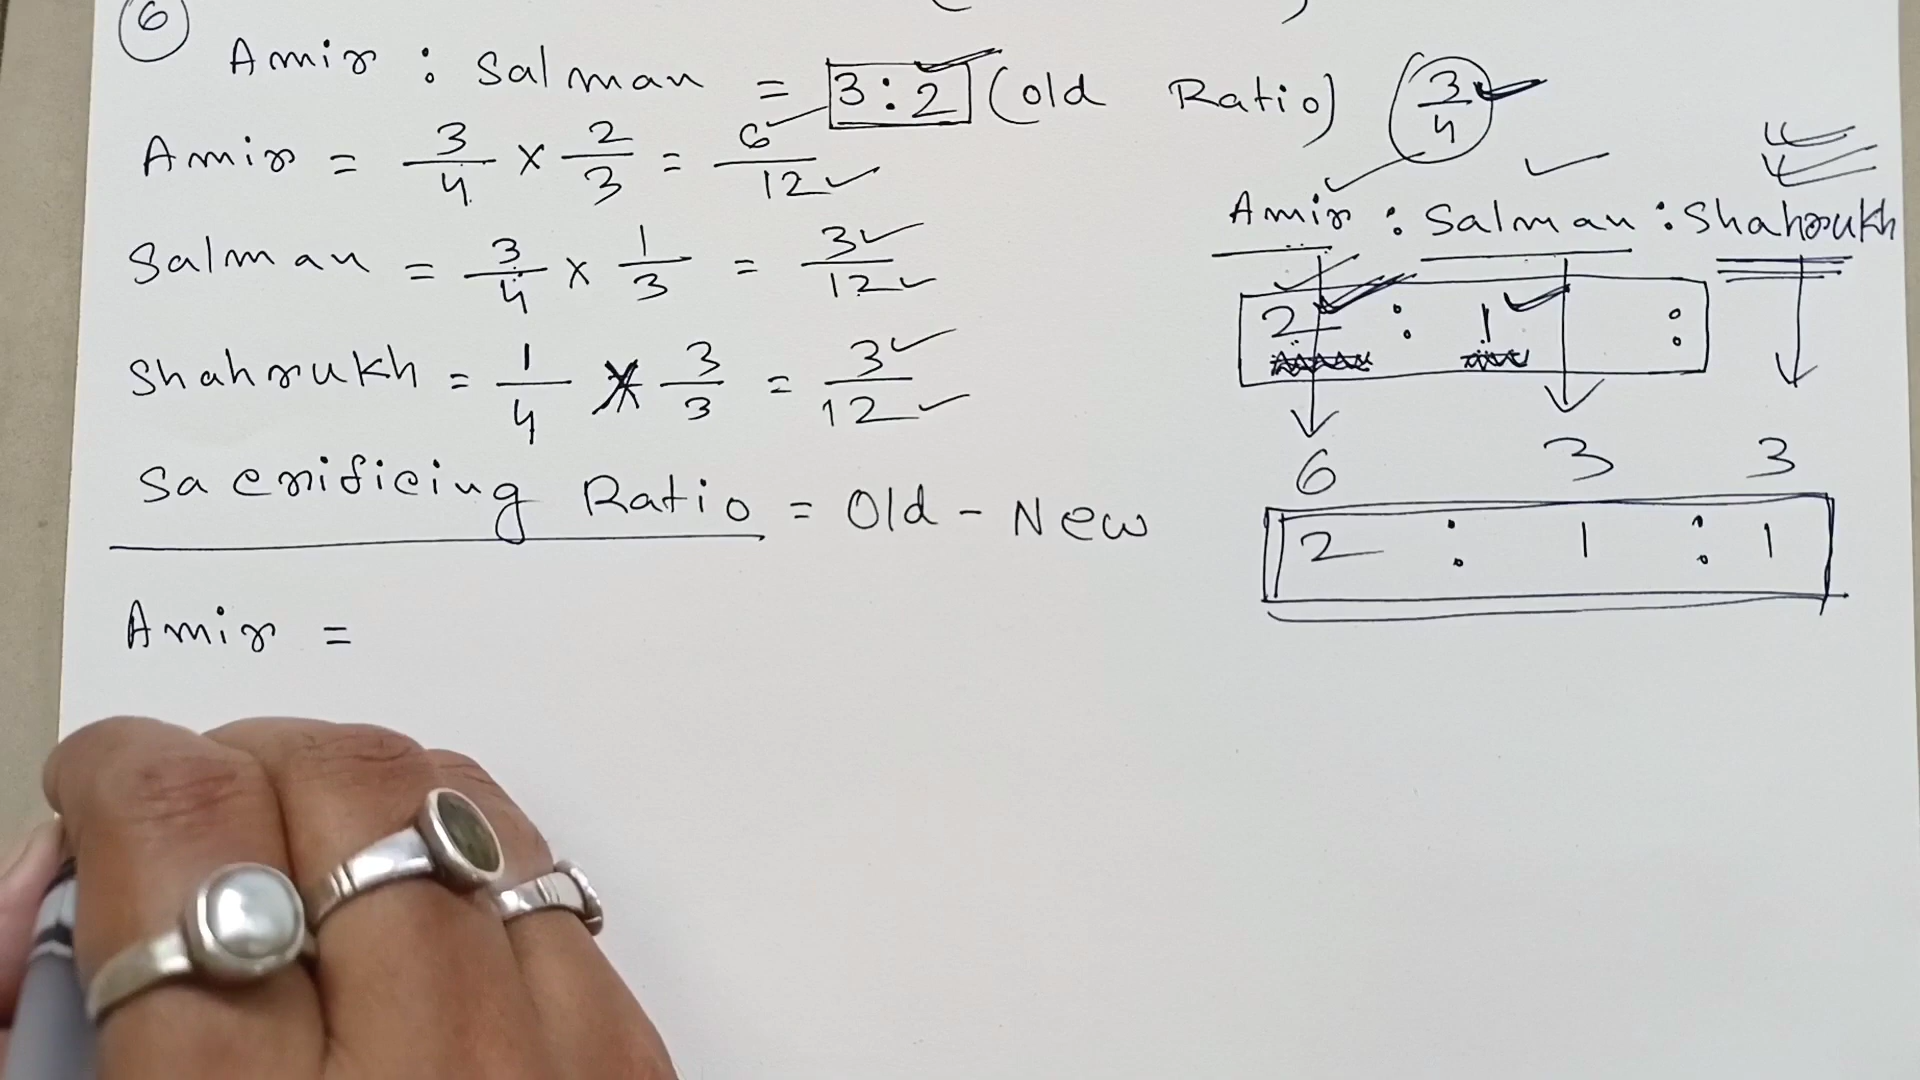 6
Amir : Salman = 3:2 (old Ratio) 3/4
Amir = 3/4 × 2/3 = 6/12
Salman = 3/4 × 1/3 = 3/12
Shahrukh = 1/4 × 3/3 = 3/12
Sacrificing Ratio = Old - New
Amir =
Amir : Salman : Shahrukh
2 : 1 :
6 3 3
2 : 1 : 1